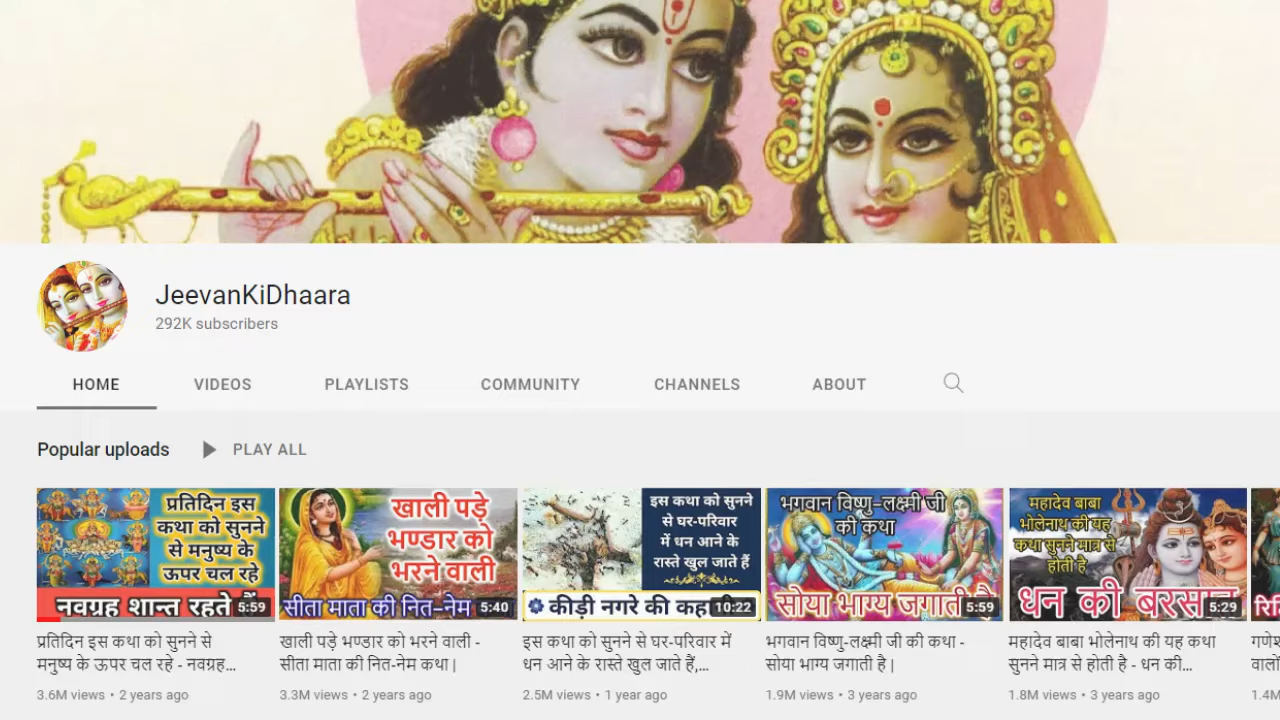 JeevanKiDhaara
292K subscribers
HOME VIDEOS PLAYLISTS COMMUNITY CHANNELS ABOUT
Popular uploads PLAY ALL
प्रतिदिन इस
कथा को सुनने
से मनुष्य के
ऊपर चल रहे
नवग्रह शान्त रहते हैं
5:59
खाली पड़े
भण्डार को
भरने वाली
सीता माता की नित-नेम
5:40
इस कथा को सुनने
से घर-परिवार
में धन आने के
रास्ते खुल जाते हैं
कीड़ी नगरे की
10:22
भगवान विष्णु-लक्ष्मी जी
की कथा
सोया भाग्य जगाती है
5:59
महादेव बाबा
भोलेनाथ की यह
कथा सुनने मात्र से
होती है
धन की बरसात
5:29
प्रतिदिन इस कथा को सुनने से
मनुष्य के ऊपर चल रहे - नवग्रह...
3.6M views • 2 years ago
खाली पड़े भण्डार को भरने वाली -
सीता माता की नित-नेम कथा |
3.3M views • 2 years ago
इस कथा को सुनने से घर-परिवार में
धन आने के रास्ते खुल जाते हैं,...
2.5M views • 1 year ago
भगवान विष्णु-लक्ष्मी जी की कथा -
सोया भाग्य जगाती है |
1.9M views • 3 years ago
महादेव बाबा भोलेनाथ की यह कथा
सुनने मात्र से होती है - धन की...
1.8M views • 3 years ago
1.4M